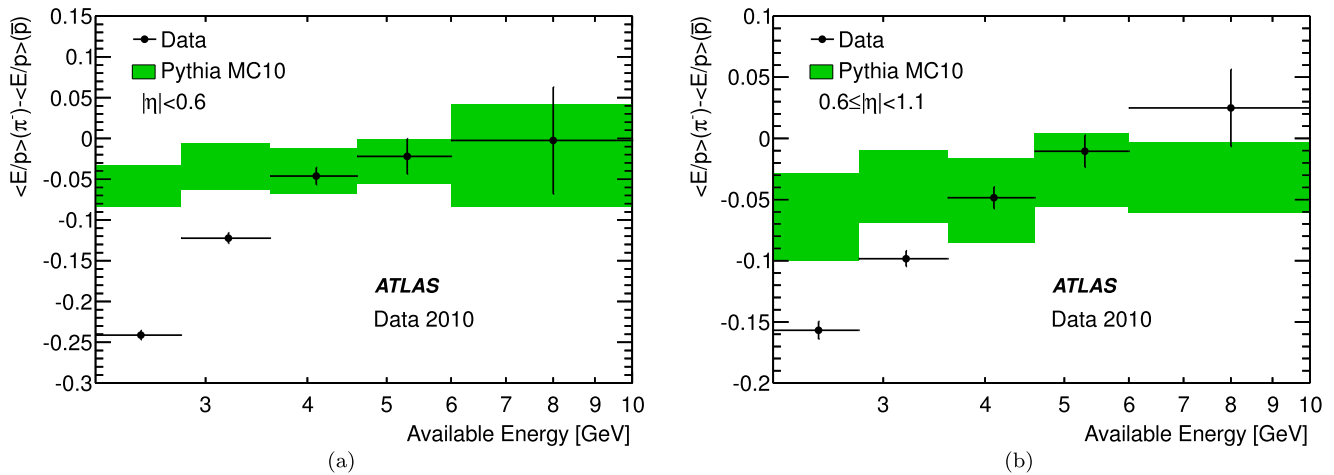 <E/p>(π⁻)-<E/p>(p̅)
0.15
0.1
0.05
0
-0.05
-0.1
-0.15
-0.2
-0.25
-0.3
Data
Pythia MC10
|η|<0.6
ATLAS
Data 2010
3 4 5 6 7 8 9 10
Available Energy [GeV]
(a)
<E/p>(π⁻)-<E/p>(p̅)
0.1
0.05
0
-0.05
-0.1
-0.15
-0.2
Data
Pythia MC10
0.6≤|η|<1.1
ATLAS
Data 2010
3 4 5 6 7 8 9 10
Available Energy [GeV]
(b)